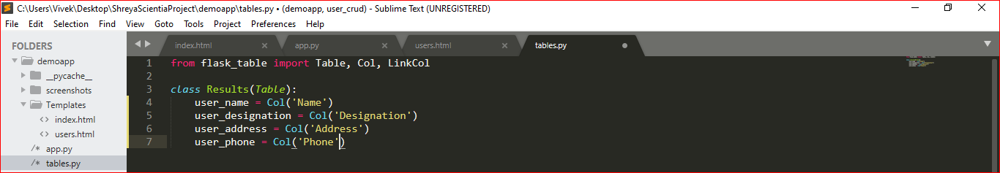 C:\Users\Vivek\Desktop\ShreyaScientiaProject\demoapp\tables.py • (demoapp, user_crud) - Sublime Text (UNREGISTERED)
File Edit Selection Find View Goto Tools Project Preferences Help
FOLDERS
demoapp
__pycache__
screenshots
Templates
<> index.html
<> users.html
/* app.py
/* tables.py
index.html × app.py × users.html × tables.py •
1 from flask_table import Table, Col, LinkCol
2
3 class Results(Table):
4     user_name = Col('Name')
5     user_designation = Col('Designation')
6     user_address = Col('Address')
7     user_phone = Col('Phone')